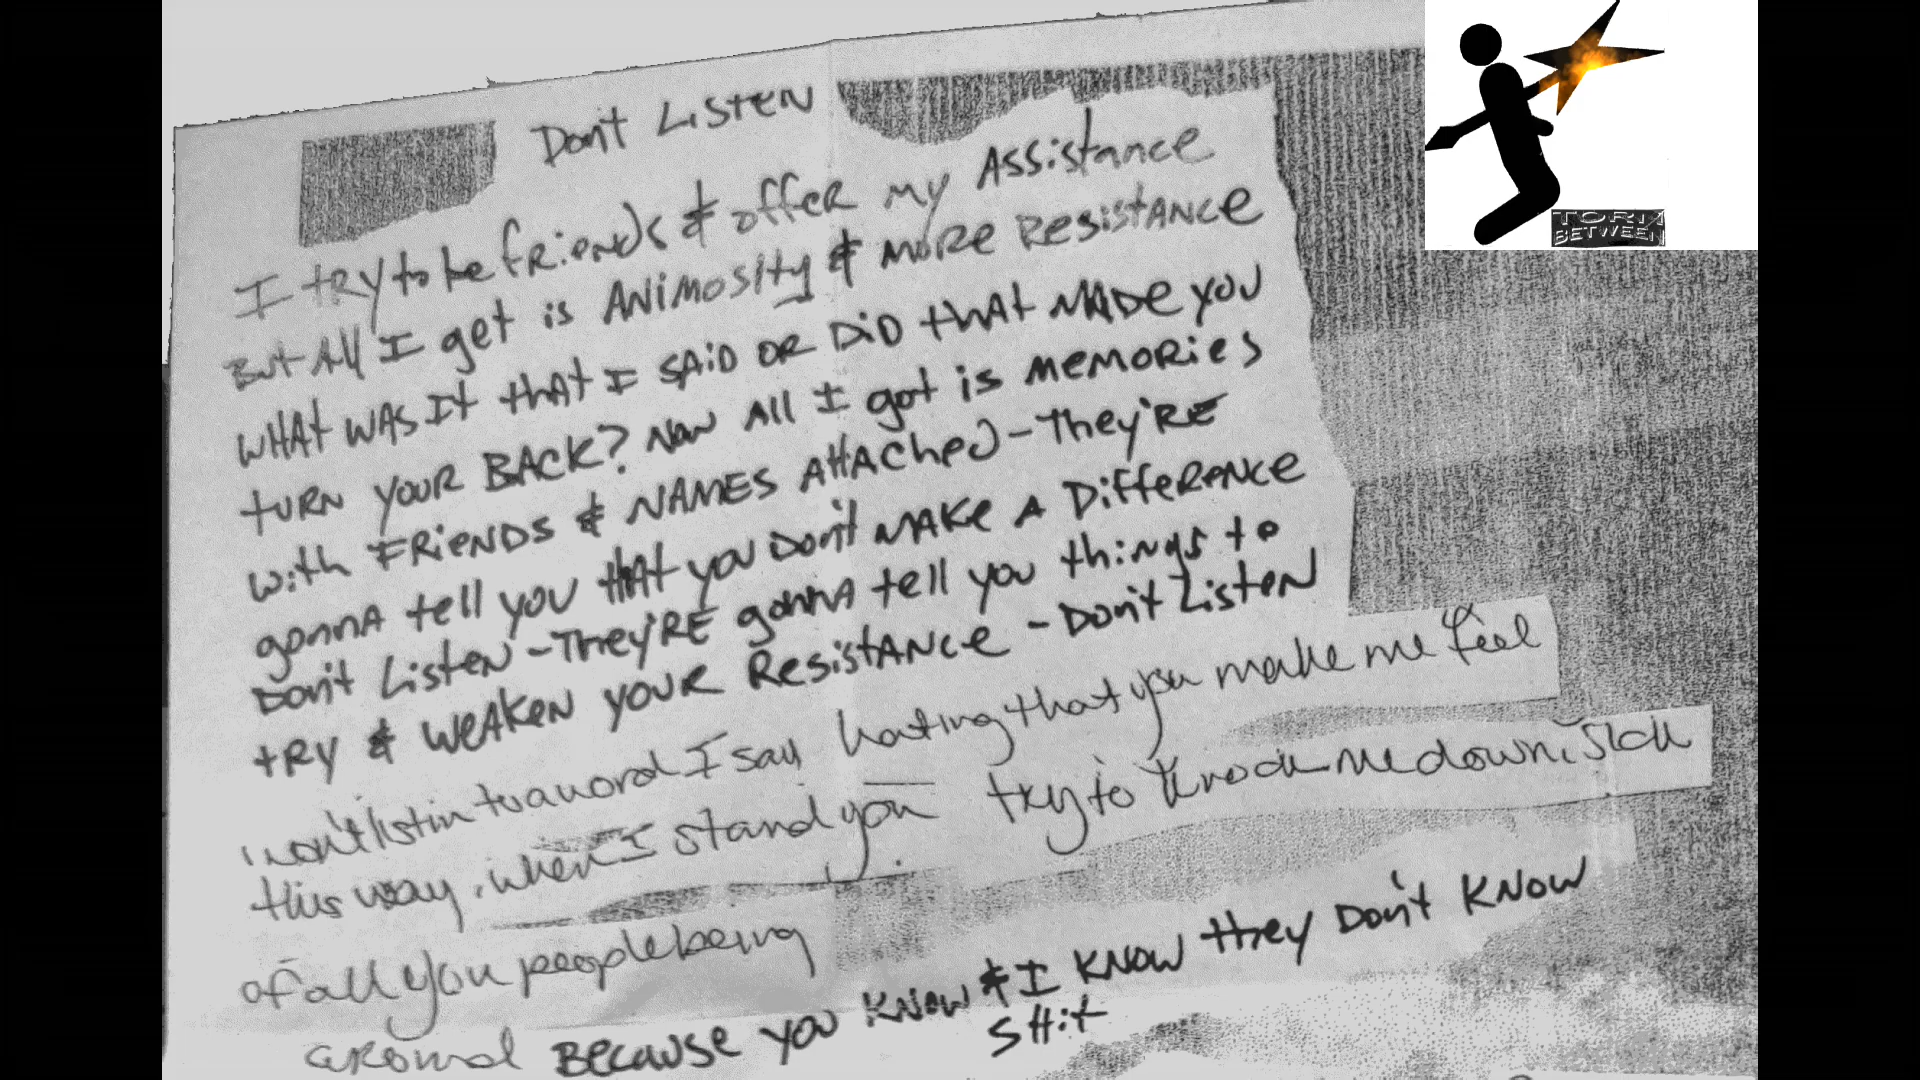 Don't Listen
I try to be friends & offer my Assistance
But All I get is Animosity & more Resistance
What was it that I said or did that made you
turn your back? Now all I got is memories
with friends & names attached - They're
gonna tell you that you don't make a difference
Don't Listen - They're gonna tell you things to
try & weaken your Resistance - Don't Listen
won't listin to a word I say hating that you make me feel
this way, when I stand you try to knock me down, sick
of all you people being
around Because you know & I know they Don't know
shit
TORN
BETWEEN